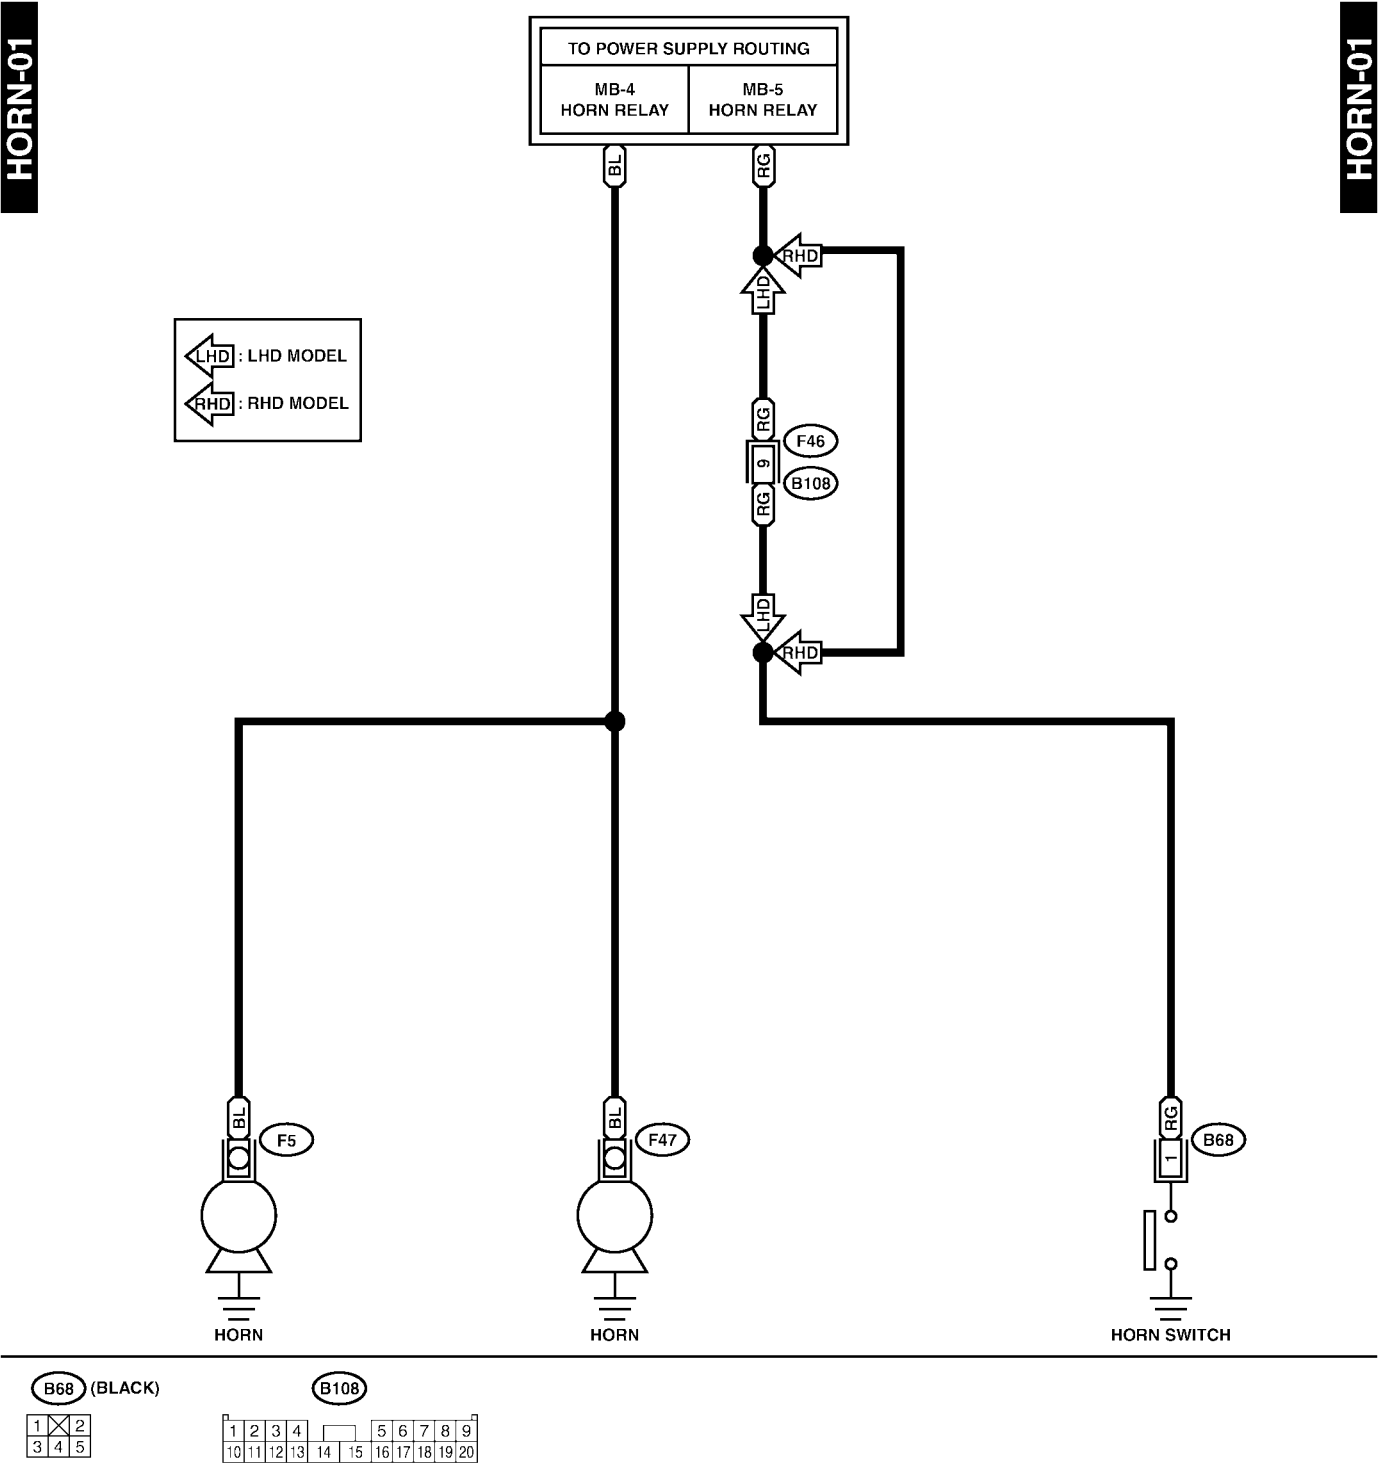 HORN-01
HORN-01
TO POWER SUPPLY ROUTING
MB-4
HORN RELAY
MB-5
HORN RELAY
BL
RG
RHD
LHD
LHD : LHD MODEL
RHD : RHD MODEL
RG
F46
9
B108
RG
LHD
RHD
BL
F5
BL
F47
RG
B68
1
HORN
HORN
HORN SWITCH
B68 (BLACK)
B108
1 2
3 4 5
1 2 3 4 5 6 7 8 9
10 11 12 13 14 15 16 17 18 19 20